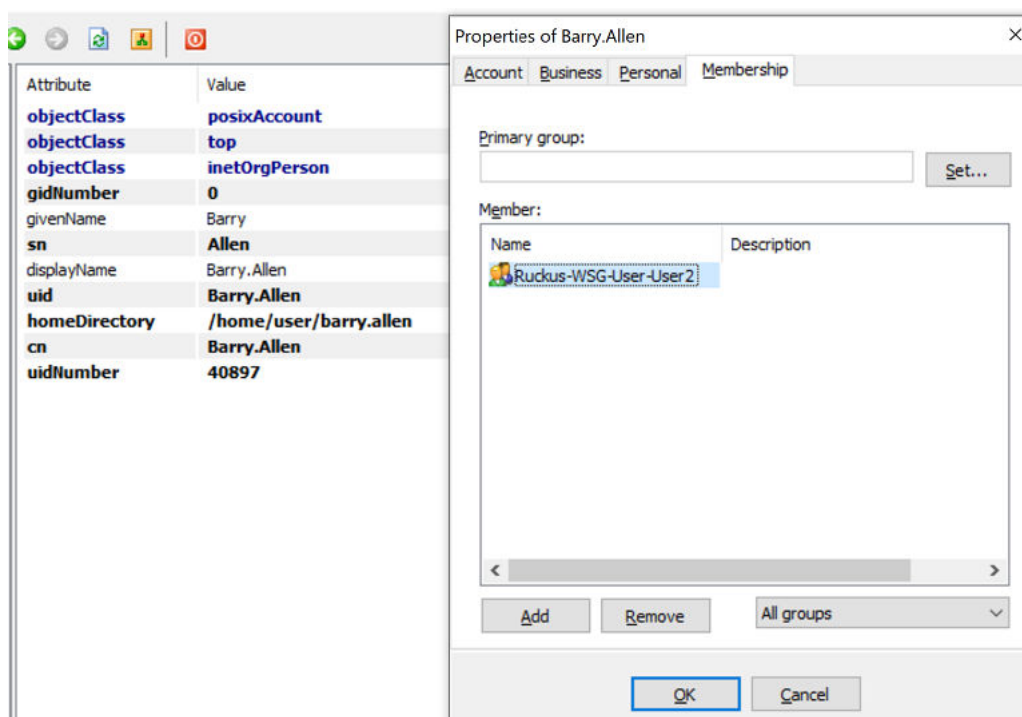 Attribute Value
objectClass posixAccount
objectClass top
objectClass inetOrgPerson
gidNumber 0
givenName Barry
sn Allen
displayName Barry.Allen
uid Barry.Allen
homeDirectory /home/user/barry.allen
cn Barry.Allen
uidNumber 40897
Properties of Barry.Allen
Account Business Personal Membership
Primary group:
Set...
Member:
Name Description
Ruckus-WSG-User-User2
Add Remove All groups
OK Cancel